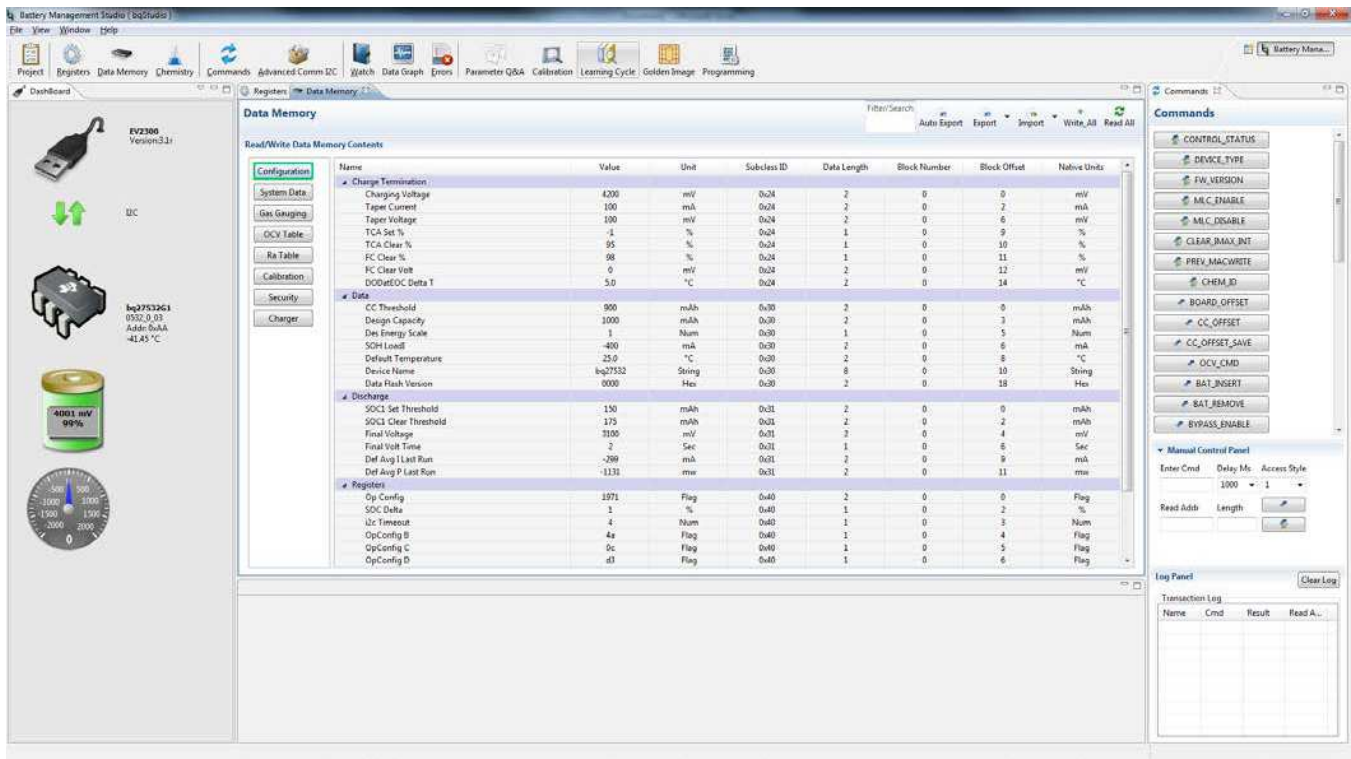 Battery Management Studio ( bqStudio )
File View Window Help
Project Registers Data Memory Chemistry Commands Advanced Comm I2C Watch Data Graph Errors Parameter Q&A Calibration Learning Cycle Golden Image Programming
Battery Mana...
DashBoard
EV2300
Version:3.1r
I2C
bq27532G1
0532_0_03
Addr: 0xAA
-41.45 °C
4001 mV
99%
-500 500
-1000 1000
-1500 1500
-2000 2000
0
Registers Data Memory
Data Memory
Filter/Search
Auto Export Export Import Write_All Read All
Read/Write Data Memory Contents
Configuration
System Data
Gas Gauging
OCV Table
Ra Table
Calibration
Security
Charger
Name Value Unit Subclass ID Data Length Block Number Block Offset Native Units
Charge Termination
Charging Voltage 4200 mV 0x24 2 0 0 mV
Taper Current 100 mA 0x24 2 0 2 mA
Taper Voltage 100 mV 0x24 2 0 6 mV
TCA Set % -1 % 0x24 1 0 9 %
TCA Clear % 95 % 0x24 1 0 10 %
FC Clear % 98 % 0x24 1 0 11 %
FC Clear Volt 0 mV 0x24 2 0 12 mV
DODatEOC Delta T 5.0 °C 0x24 2 0 14 °C
Data
CC Threshold 900 mAh 0x30 2 0 0 mAh
Design Capacity 1000 mAh 0x30 2 0 3 mAh
Des Energy Scale 1 Num 0x30 1 0 5 Num
SOH LoadI -400 mA 0x30 2 0 6 mA
Default Temperature 25.0 °C 0x30 2 0 8 °C
Device Name bq27532 String 0x30 8 0 10 String
Data Flash Version 0000 Hex 0x30 2 0 18 Hex
Discharge
SOC1 Set Threshold 150 mAh 0x31 2 0 0 mAh
SOC1 Clear Threshold 175 mAh 0x31 2 0 2 mAh
Final Voltage 3100 mV 0x31 2 0 4 mV
Final Volt Time 2 Sec 0x31 1 0 6 Sec
Def Avg I Last Run -299 mA 0x31 2 0 9 mA
Def Avg P Last Run -1131 mw 0x31 2 0 11 mw
Registers
Op Config 1971 Flag 0x40 2 0 0 Flag
SOC Delta 1 % 0x40 1 0 2 %
i2c Timeout 4 Num 0x40 1 0 3 Num
OpConfig B 4a Flag 0x40 1 0 4 Flag
OpConfig C 0c Flag 0x40 1 0 5 Flag
OpConfig D d3 Flag 0x40 1 0 6 Flag
Commands
Commands
CONTROL_STATUS
DEVICE_TYPE
FW_VERSION
MLC_ENABLE
MLC_DISABLE
CLEAR_IMAX_INT
PREV_MACWRITE
CHEM_ID
BOARD_OFFSET
CC_OFFSET
CC_OFFSET_SAVE
OCV_CMD
BAT_INSERT
BAT_REMOVE
BYPASS_ENABLE
Manual Control Panel
Enter Cmd Delay Ms Access Style
1000 1
Read Addr Length
Log Panel Clear Log
Transaction Log
Name Cmd Result Read A...